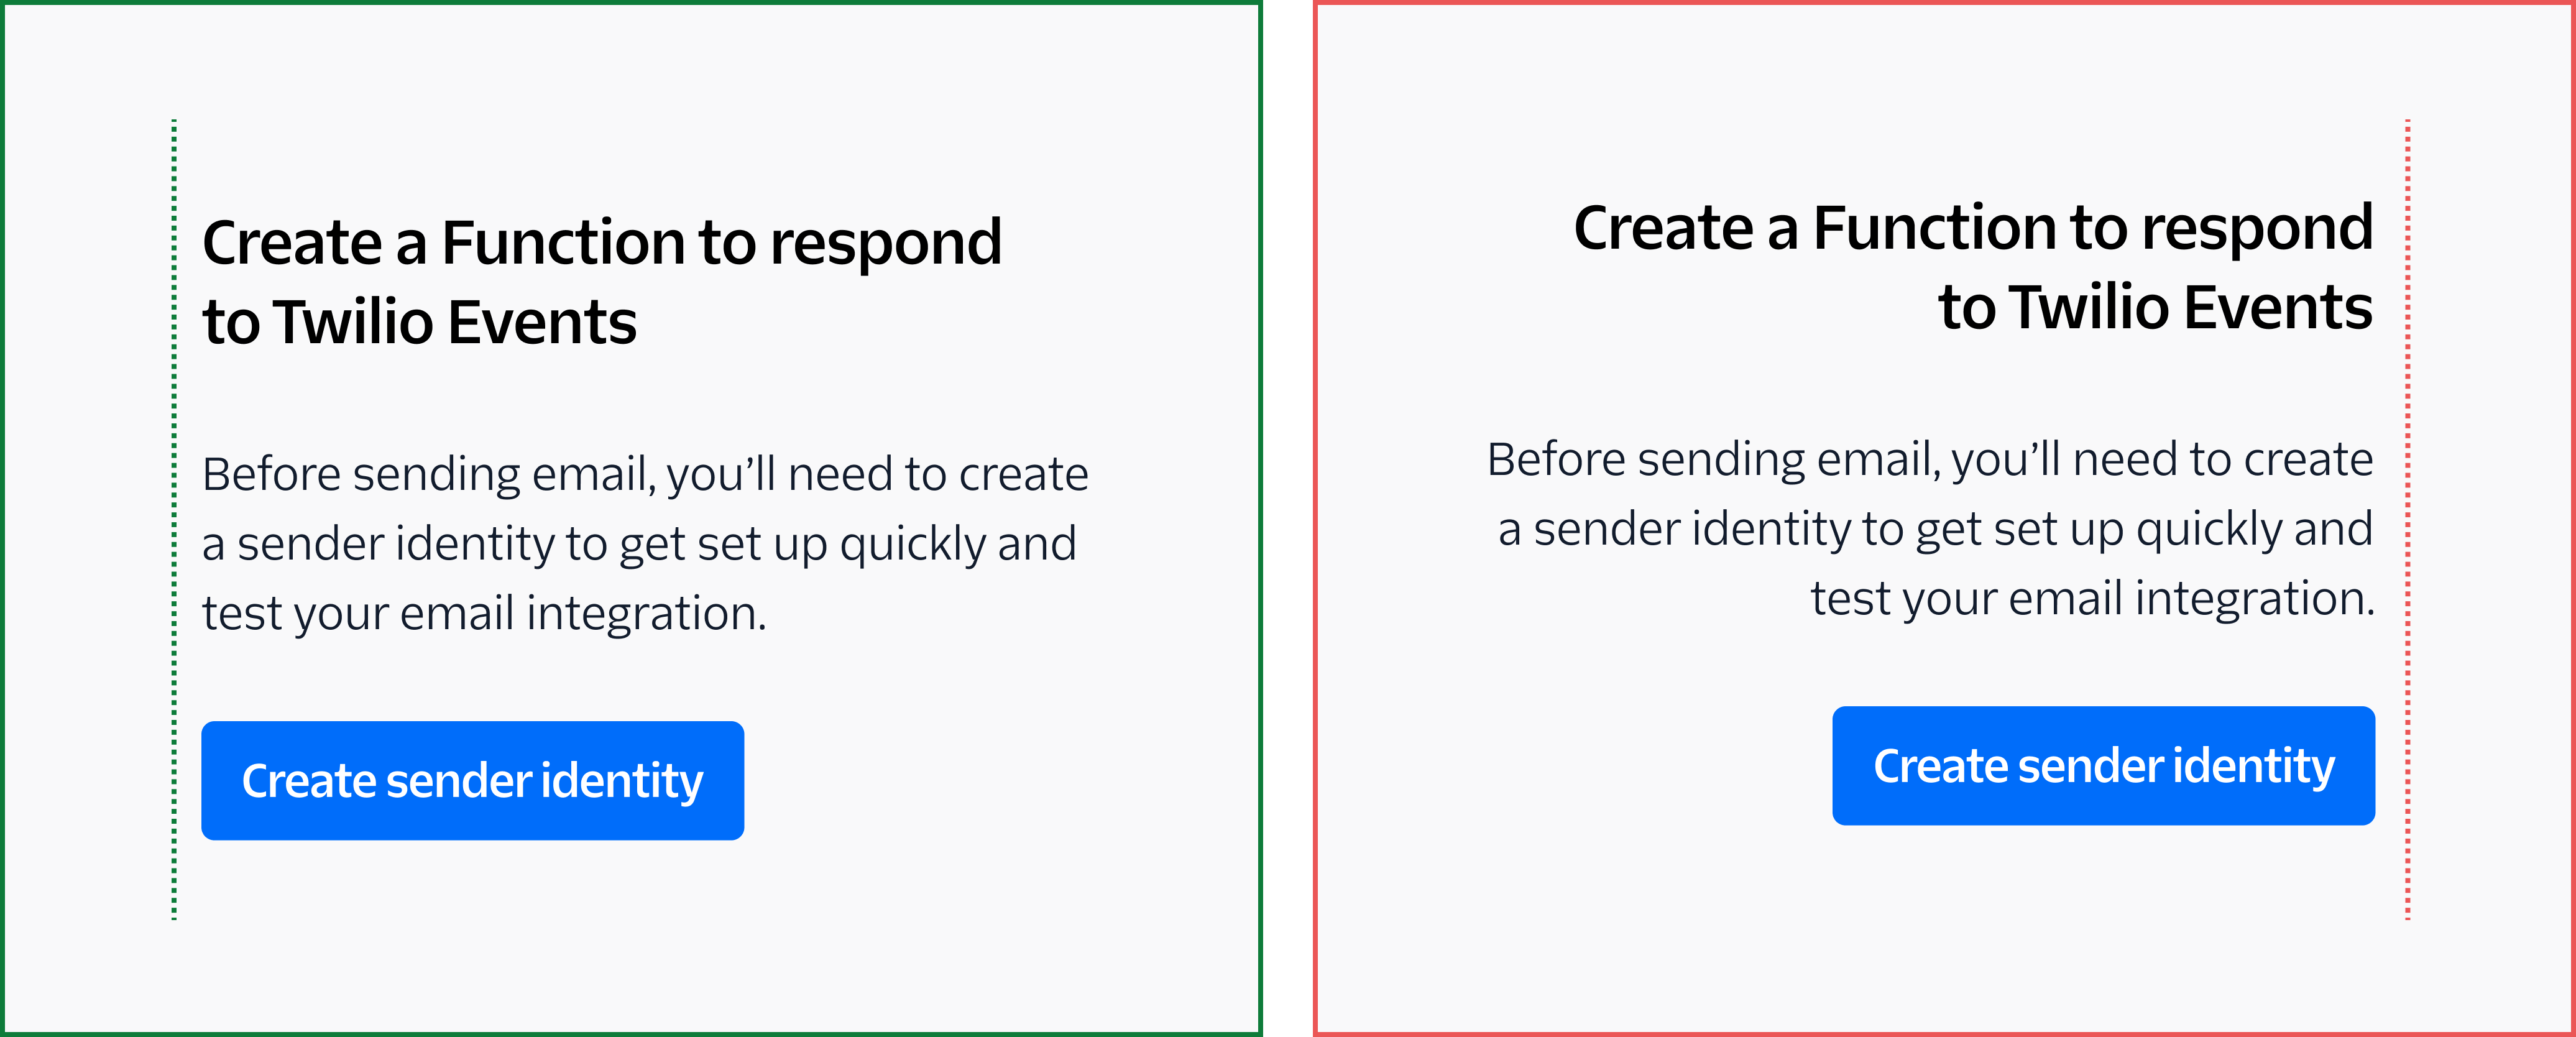 Create a Function to respond
to Twilio Events
Before sending email, you’ll need to create
a sender identity to get set up quickly and
test your email integration.
Create sender identity
Create a Function to respond
to Twilio Events
Before sending email, you’ll need to create
a sender identity to get set up quickly and
test your email integration.
Create sender identity